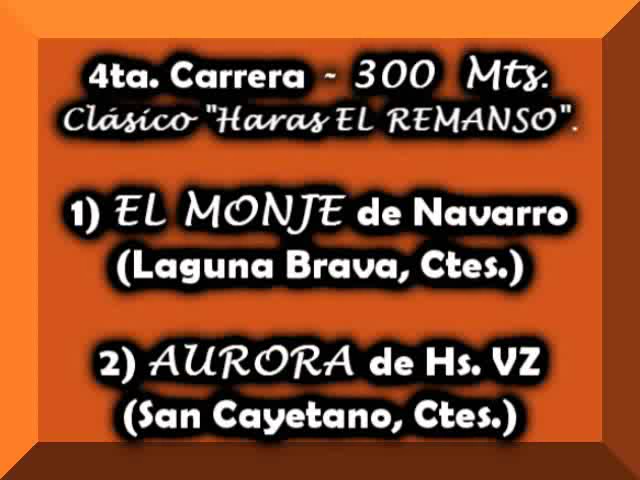 4ta. Carrera ~ 300 Mts.
Clásico "Haras EL REMANSO".
1) EL MONJE de Navarro
(Laguna Brava, Ctes.)
2) AURORA de Hs. VZ
(San Cayetano, Ctes.)